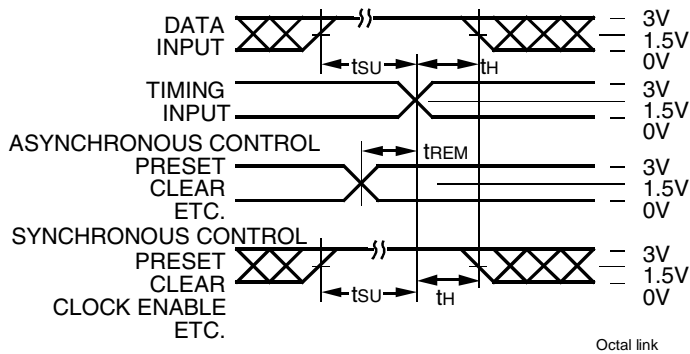 DATA
INPUT
tSU
tH
3V
1.5V
0V
TIMING
INPUT
3V
1.5V
0V
ASYNCHRONOUS CONTROL
PRESET
CLEAR
ETC.
tREM
3V
1.5V
0V
SYNCHRONOUS CONTROL
PRESET
CLEAR
CLOCK ENABLE
ETC.
tSU
tH
3V
1.5V
0V
Octal link